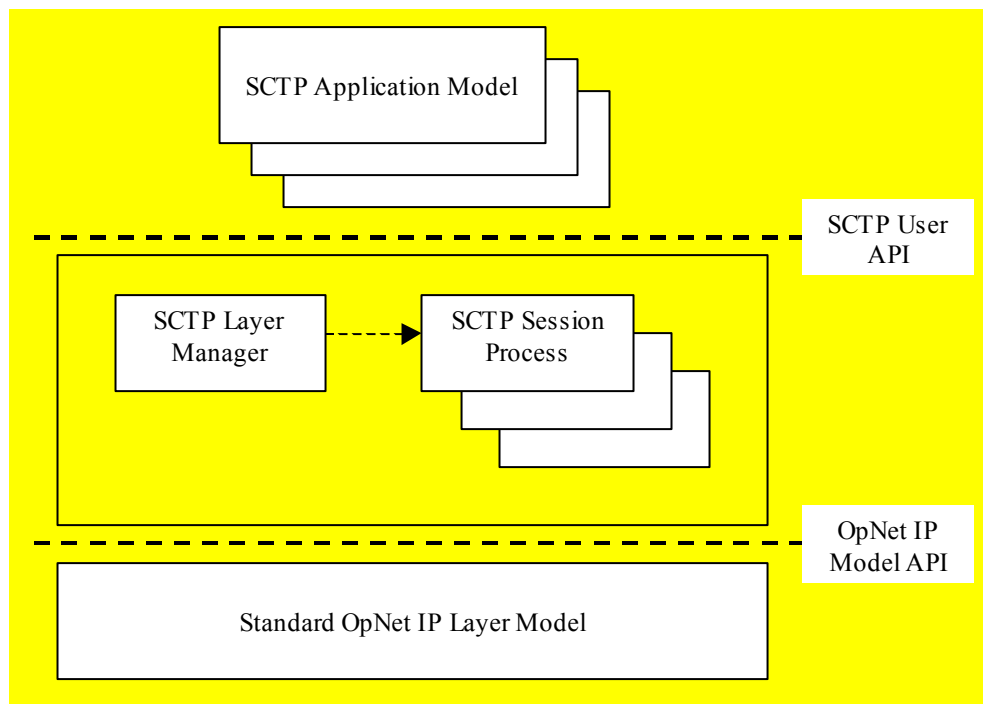 SCTP Application Model
SCTP User
API
SCTP Layer
Manager
SCTP Session
Process
OpNet IP
Model API
Standard OpNet IP Layer Model